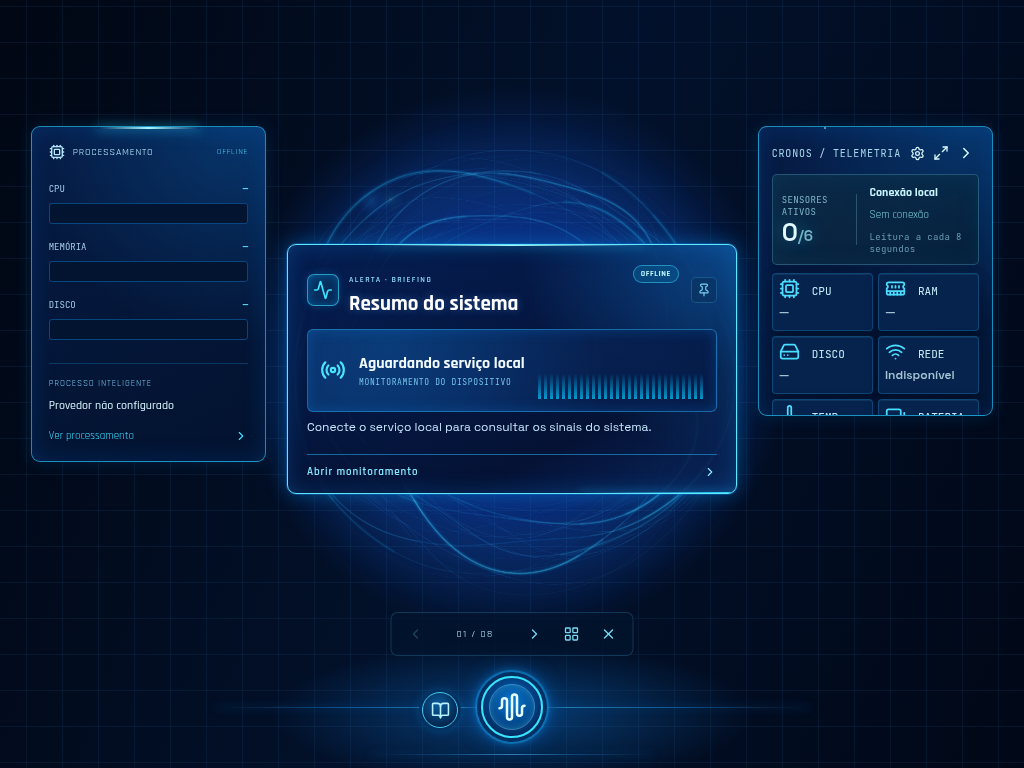 PROCESSAMENTO
OFFLINE
CPU
—
MEMÓRIA
—
DISCO
—
PROCESSO INTELIGENTE
Provedor não configurado
Ver processamento
ALERTA · BRIEFING
OFFLINE
Resumo do sistema
Aguardando serviço local
MONITORAMENTO DO DISPOSITIVO
Conecte o serviço local para consultar os sinais do sistema.
Abrir monitoramento
CRONOS / TELEMETRIA
SENSORES
ATIVOS
0/6
Conexão local
Sem conexão
Leitura a cada 8
segundos
CPU
—
RAM
—
DISCO
—
REDE
Indisponível
TEMP
BATERIA
01 / 08